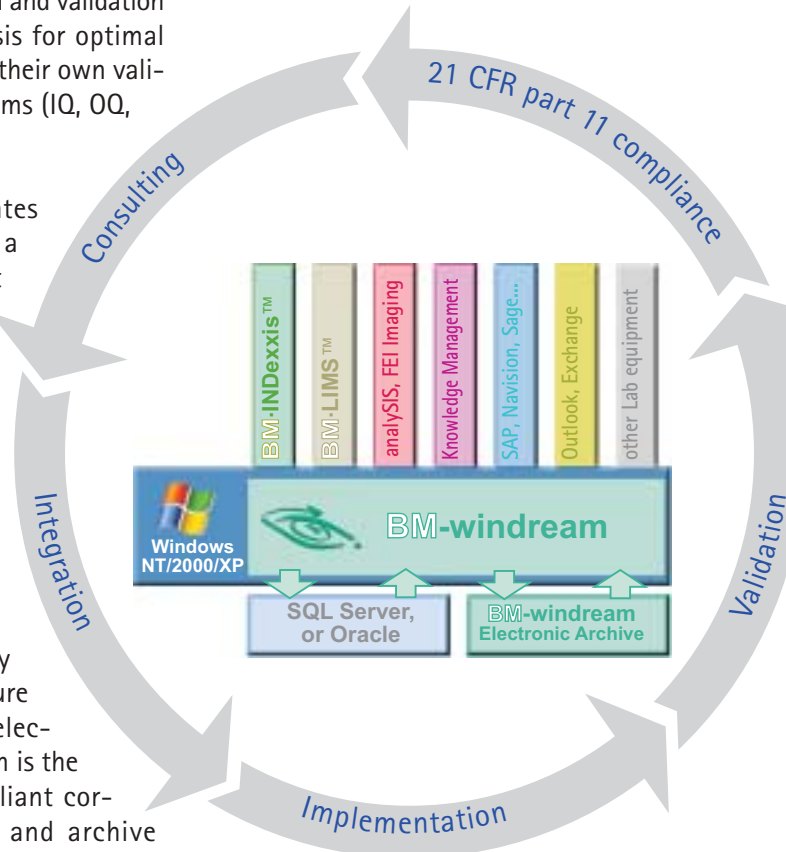 and validation
sis for optimal
their own vali-
ms (IQ, OQ,
a
y
ure
elec-
is the
liant cor-
and archive
21 CFR part 11 compliance
Consulting
Integration
Implementation
Validation
BM-INDexxis™
BM-LIMS™
analySIS, FEI Imaging
Knowledge Management
SAP, Navision, Sage...
Outlook, Exchange
other Lab equipment
Windows
NT/2000/XP
BM-windream
SQL Server,
or Oracle
BM-windream
Electronic Archive